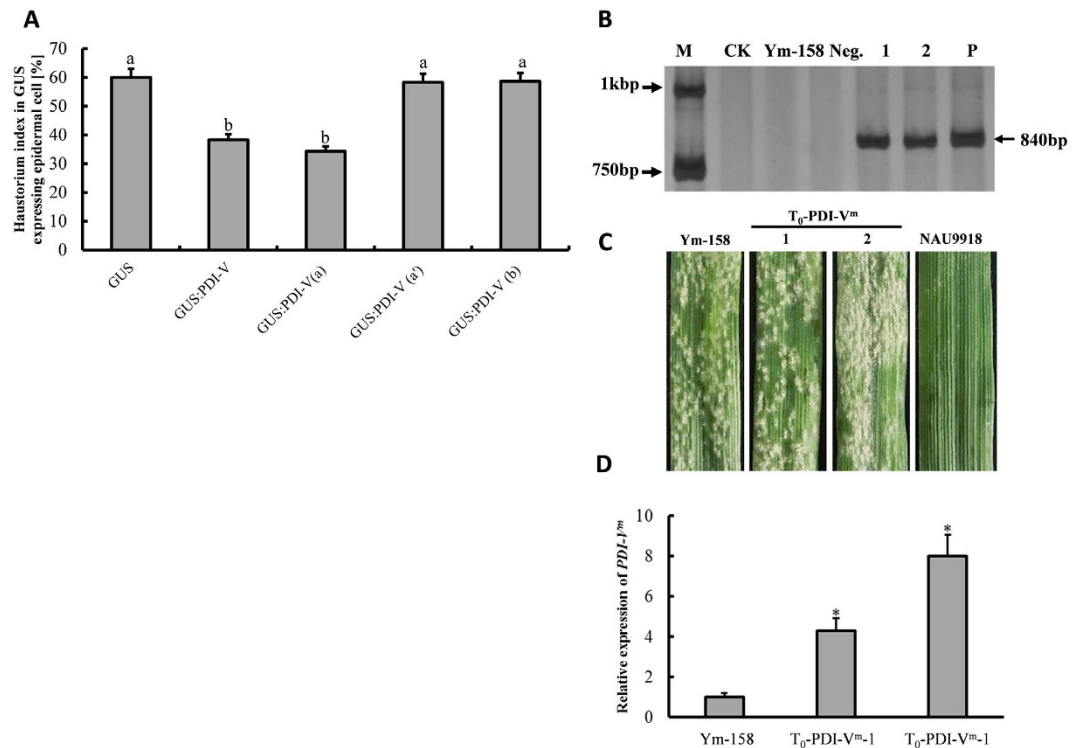 A
Haustorium index in GUS
expressing epidermal cell [%]
70
60
50
40
30
20
10
0
a
b
b
a
a
GUS
GUS:PDI-V
GUS:PDI-V(a)
GUS:PDI-V (a')
GUS:PDI-V (b)
B
M CK Ym-158 Neg. 1 2 P
1kbp
750bp
840bp
C
T₀-PDI-Vᵐ
Ym-158 1 2 NAU9918
D
Relative expression of PDI-Vᵐ
10
8
6
4
2
0
*
*
Ym-158
T₀-PDI-Vᵐ-1
T₀-PDI-Vᵐ-1